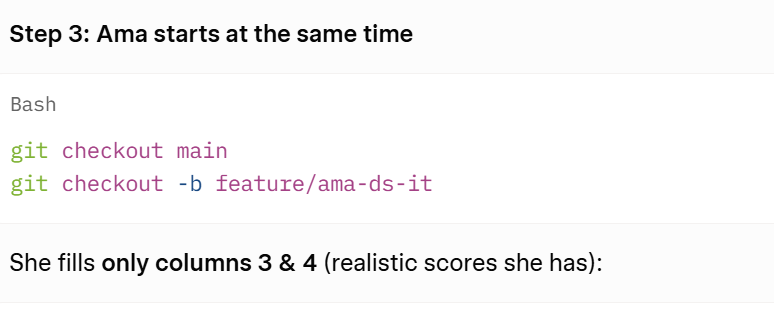 Step 3: Ama starts at the same time
Bash
git checkout main
git checkout -b feature/ama-ds-it
She fills only columns 3 & 4 (realistic scores she has):